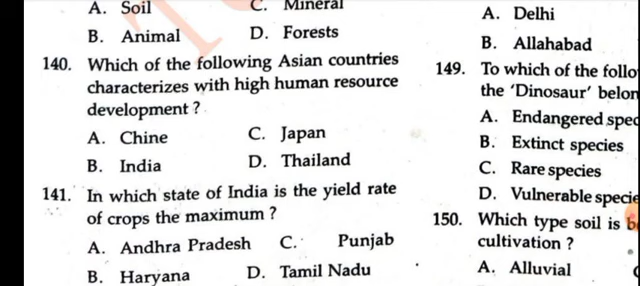 A. Soil C. Mineral
B. Animal D. Forests
140. Which of the following Asian countries
characterizes with high human resource
development ?
A. Chine C. Japan
B. India D. Thailand
141. In which state of India is the yield rate
of crops the maximum ?
A. Andhra Pradesh C. Punjab
B. Haryana D. Tamil Nadu
A. Delhi
B. Allahabad
149. To which of the follo
the ‘Dinosaur’ belon
A. Endangered spec
B. Extinct species
C. Rare species
D. Vulnerable specie
150. Which type soil is b
cultivation ?
A. Alluvial